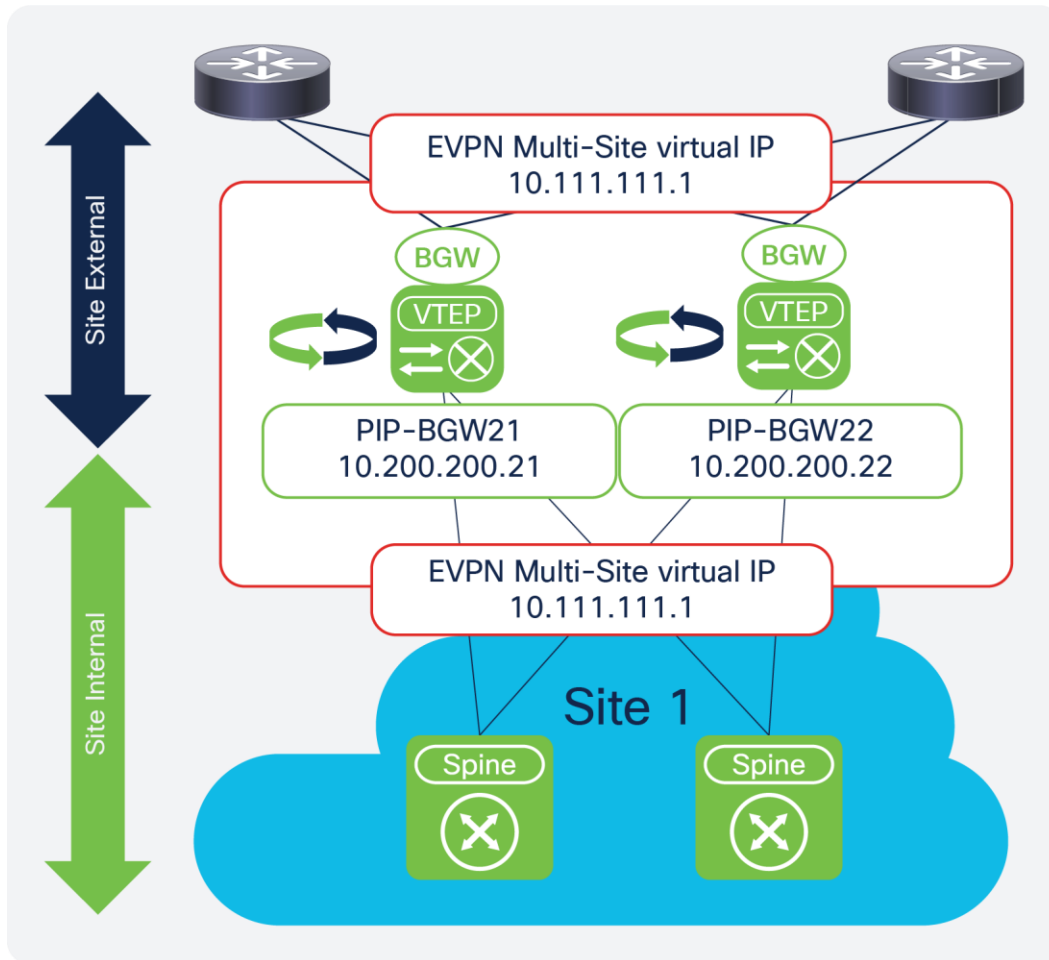 EVPN Multi-Site virtual IP
10.111.111.1
Site External
BGW
BGW
VTEP
VTEP
PIP-BGW21
10.200.200.21
PIP-BGW22
10.200.200.22
EVPN Multi-Site virtual IP
10.111.111.1
Site Internal
Site 1
Spine
Spine